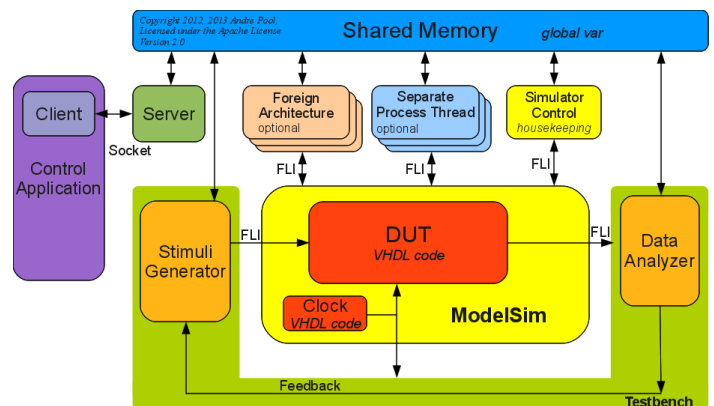 Copyright 2012, 2013 Andre Pool,
Licensed under the Apache License
Version 2.0
Shared Memory
global var
Client
Control
Application
Socket
Server
Foreign
Architecture
optional
Separate
Process Thread
optional
Simulator
Control
housekeeping
FLI
FLI
FLI
Stimuli
Generator
FLI
DUT
VHDL code
FLI
Data
Analyzer
Clock
VHDL code
ModelSim
Feedback
Testbench